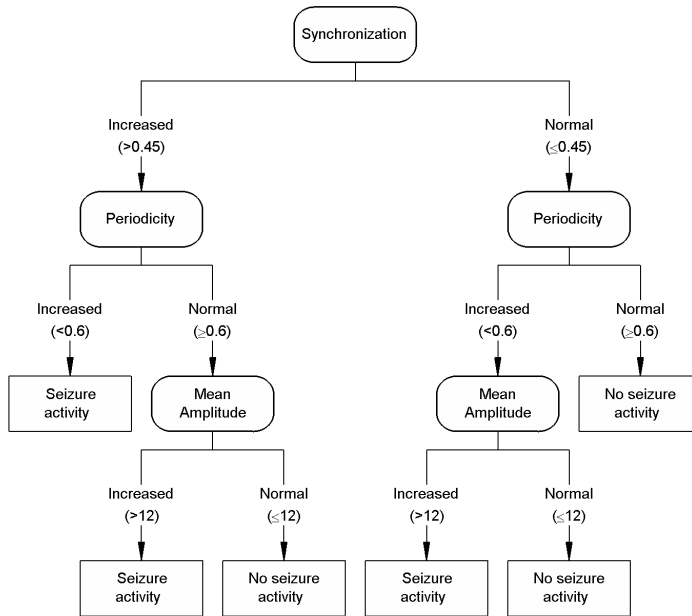 Synchronization
Increased
(>0.45)
Normal
(≤0.45)
Periodicity
Periodicity
Increased
(<0.6)
Normal
(≥0.6)
Increased
(<0.6)
Normal
(≥0.6)
Seizure
activity
Mean
Amplitude
Mean
Amplitude
No seizure
activity
Increased
(>12)
Normal
(≤12)
Increased
(>12)
Normal
(≤12)
Seizure
activity
No seizure
activity
Seizure
activity
No seizure
activity